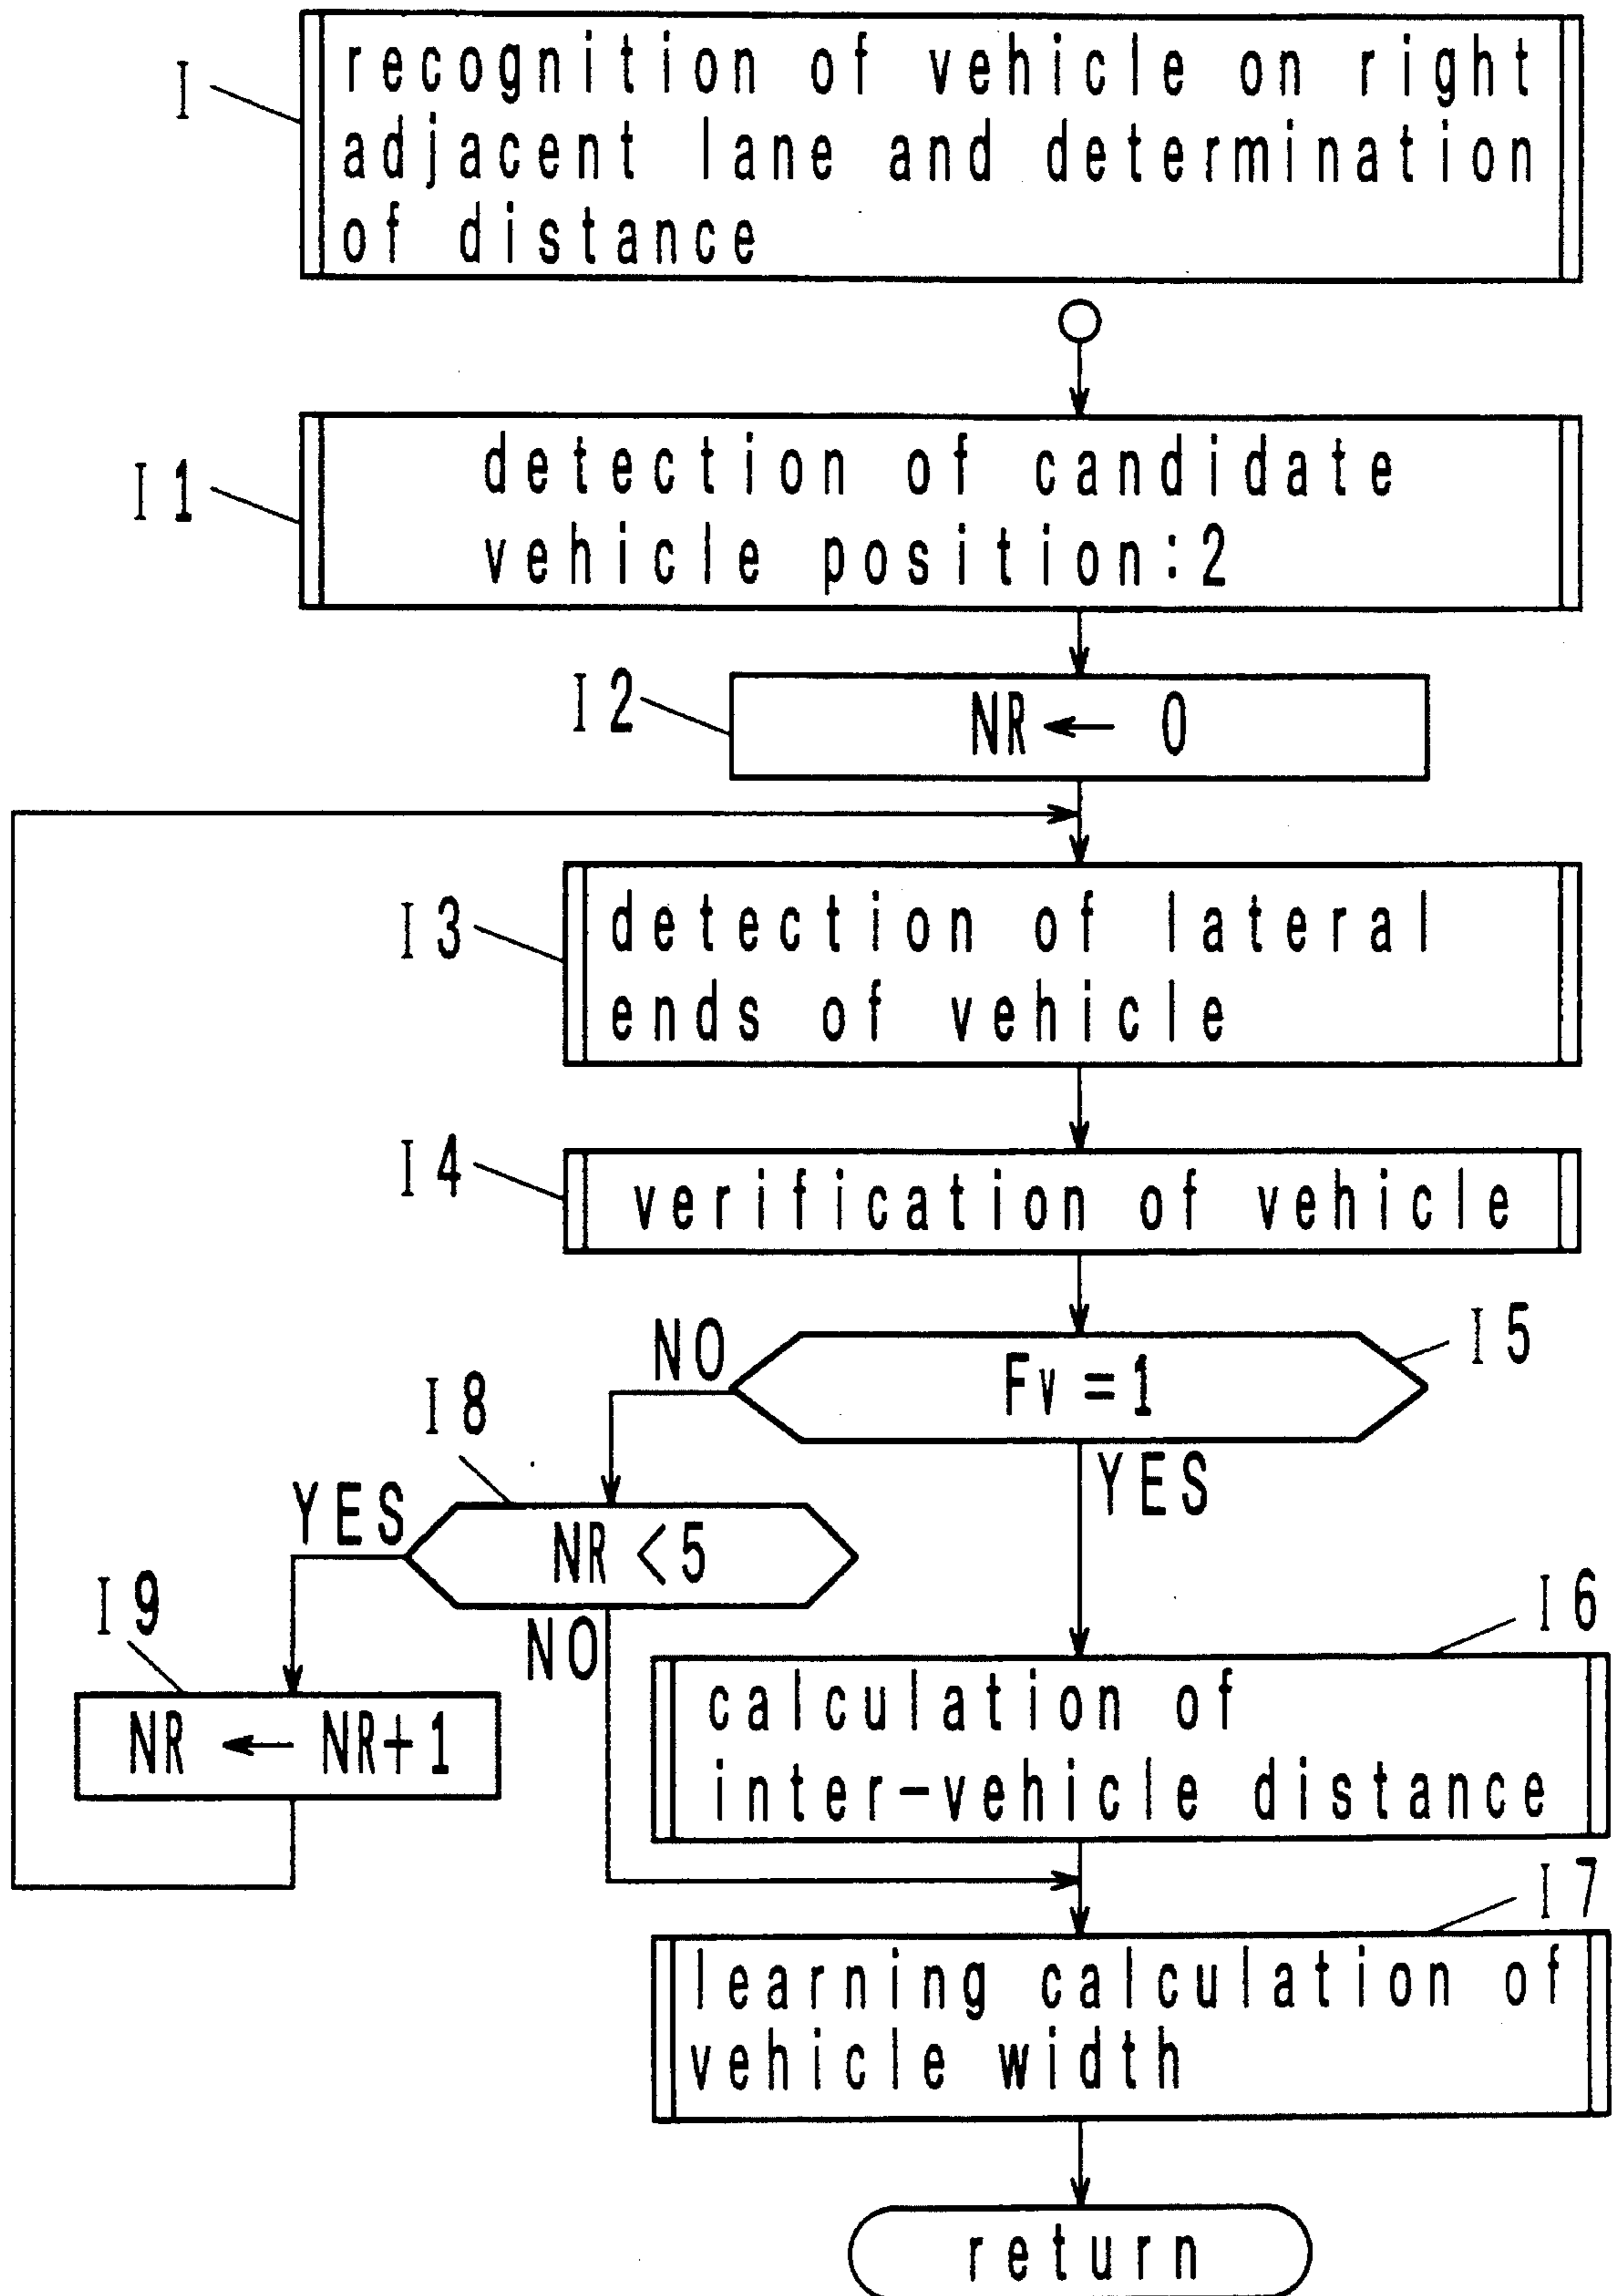 I
recognition of vehicle on right
adjacent lane and determination
of distance
I1
detection of candidate
vehicle position:2
I2
NR ← 0
I3
detection of lateral
ends of vehicle
I4
verification of vehicle
I5
Fv=1
NO
YES
I8
NR <5
YES
NO
I9
NR ← NR+1
I6
calculation of
inter-vehicle distance
I7
learning calculation of
vehicle width
return